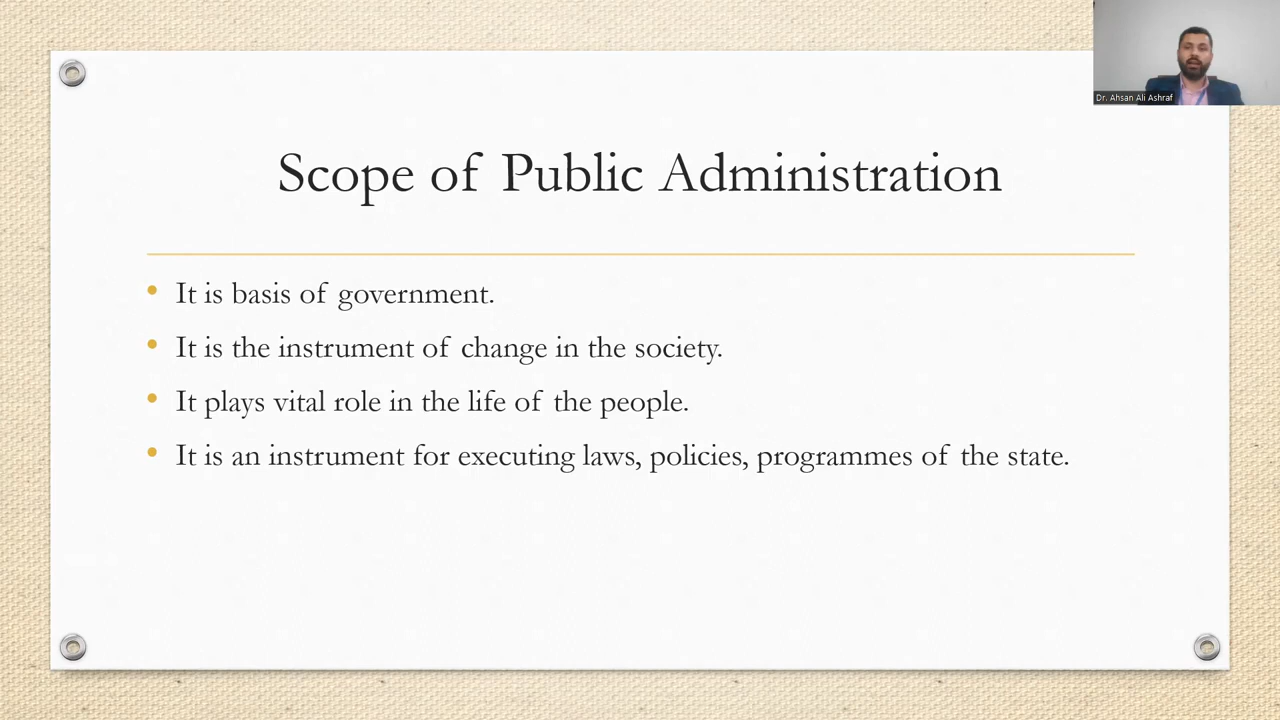 Dr. Ahsan Ali Ashraf
Scope of Public Administration
It is basis of government.
It is the instrument of change in the society.
It plays vital role in the life of the people.
It is an instrument for executing laws, policies, programmes of the state.